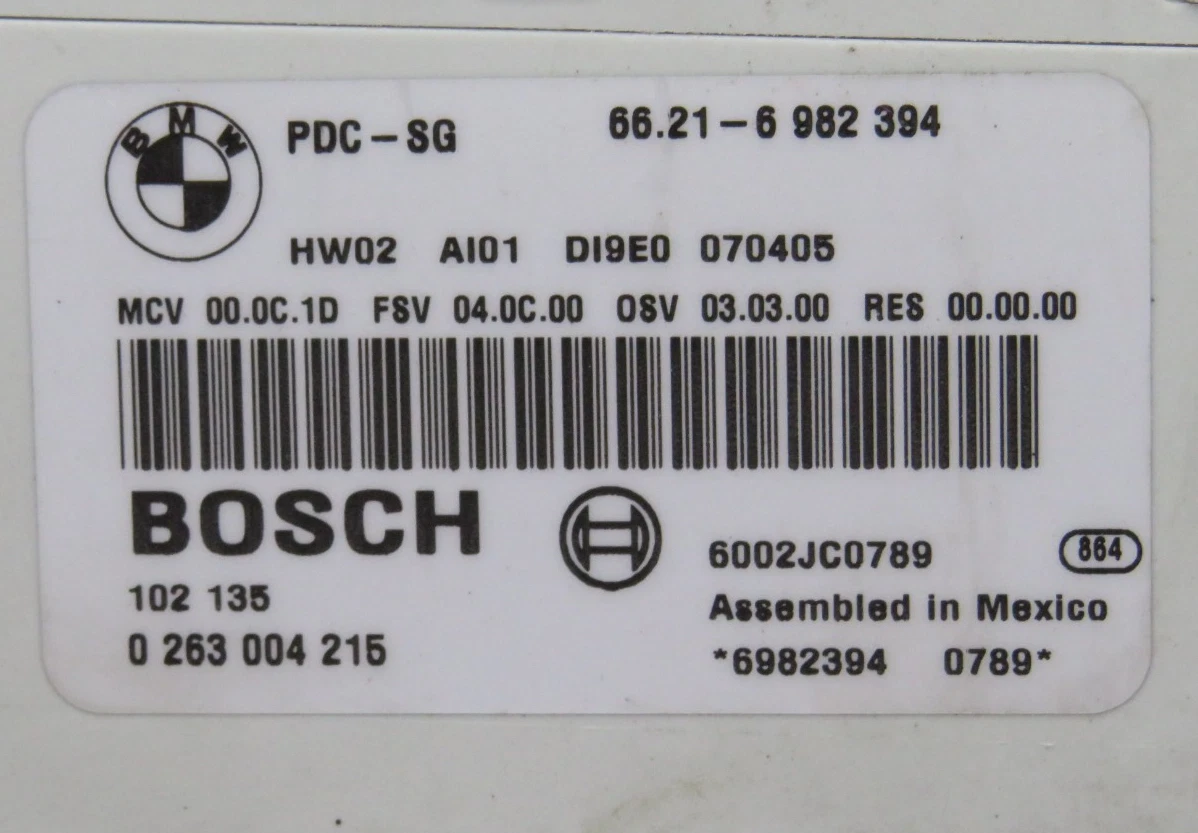 BMW
PDC-SG 66.21-6 982 394
HW02 AI01 DI9E0 070405
MCV 00.0C.1D FSV 04.0C.00 OSV 03.03.00 RES 00.00.00
BOSCH
6002JC0789 864
102 135
Assembled in Mexico
0 263 004 215
*6982394 0789*